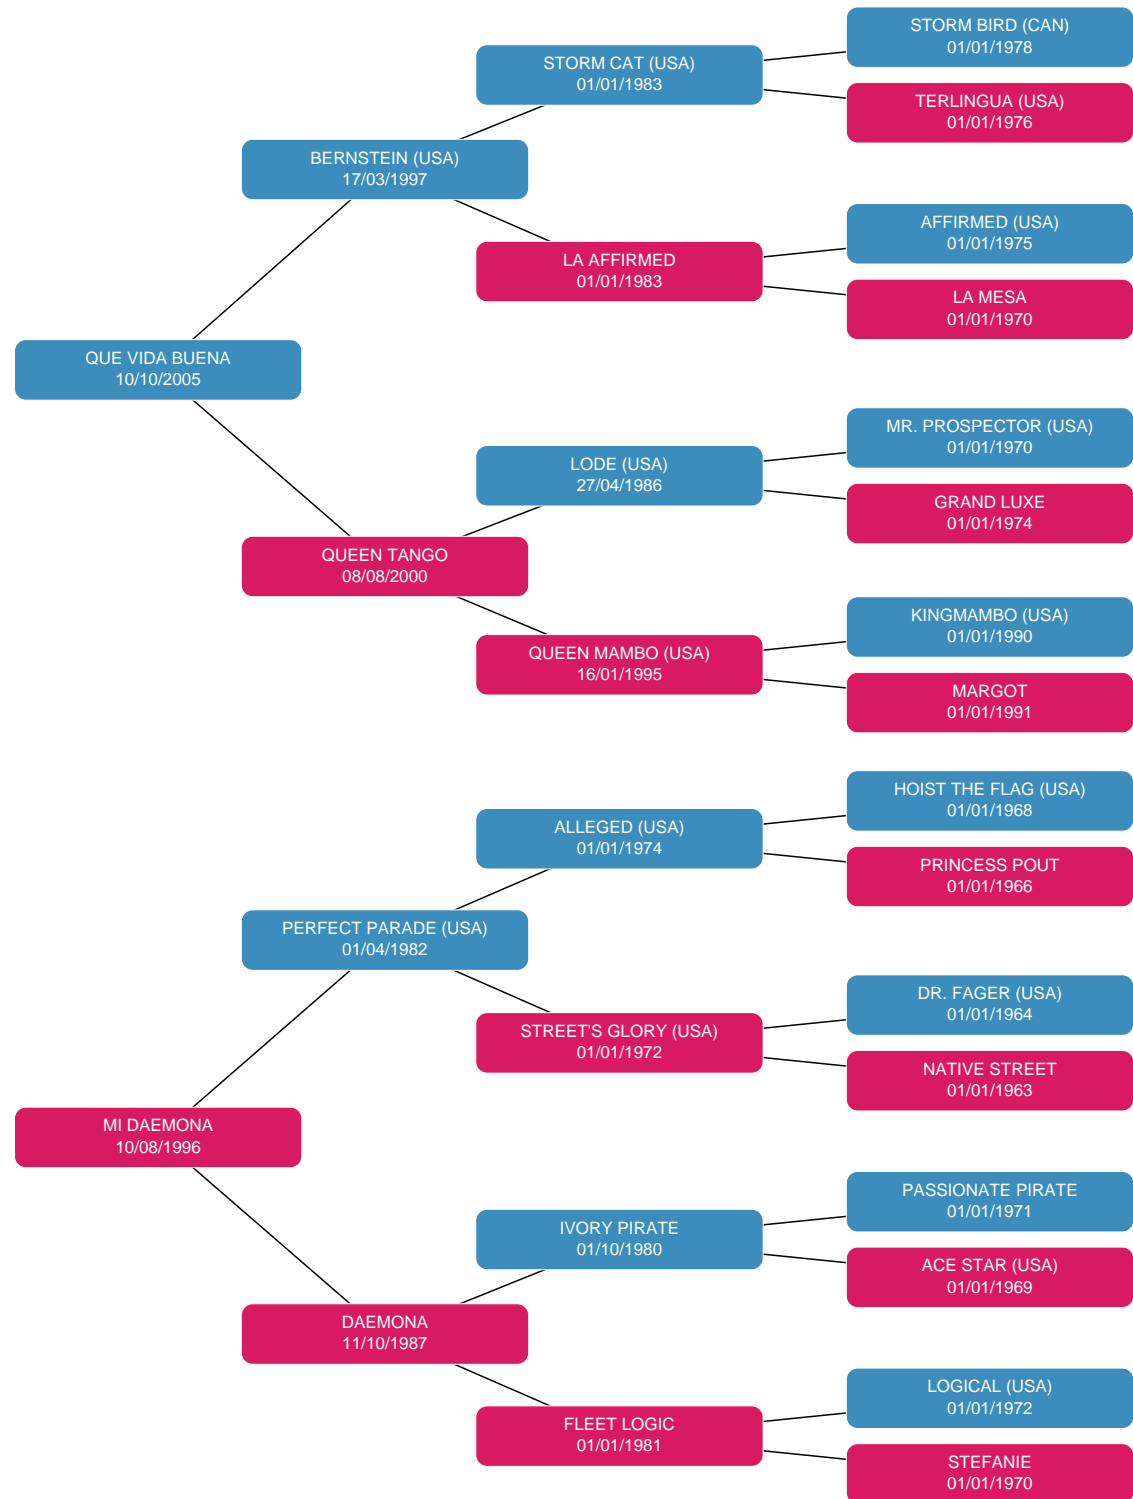 STORM BIRD (CAN)
01/01/1978
STORM CAT (USA)
01/01/1983
TERLINGUA (USA)
01/01/1976
BERNSTEIN (USA)
17/03/1997
AFFIRMED (USA)
01/01/1975
LA AFFIRMED
01/01/1983
LA MESA
01/01/1970
QUE VIDA BUENA
10/10/2005
MR. PROSPECTOR (USA)
01/01/1970
LODE (USA)
27/04/1986
GRAND LUXE
01/01/1974
QUEEN TANGO
08/08/2000
KINGMAMBO (USA)
01/01/1990
QUEEN MAMBO (USA)
16/01/1995
MARGOT
01/01/1991
HOIST THE FLAG (USA)
01/01/1968
ALLEGED (USA)
01/01/1974
PRINCESS POUT
01/01/1966
PERFECT PARADE (USA)
01/04/1982
DR. FAGER (USA)
01/01/1964
STREET'S GLORY (USA)
01/01/1972
NATIVE STREET
01/01/1963
MI DAEMONA
10/08/1996
PASSIONATE PIRATE
01/01/1971
IVORY PIRATE
01/10/1980
ACE STAR (USA)
01/01/1969
DAEMONA
11/10/1987
LOGICAL (USA)
01/01/1972
FLEET LOGIC
01/01/1981
STEFANIE
01/01/1970